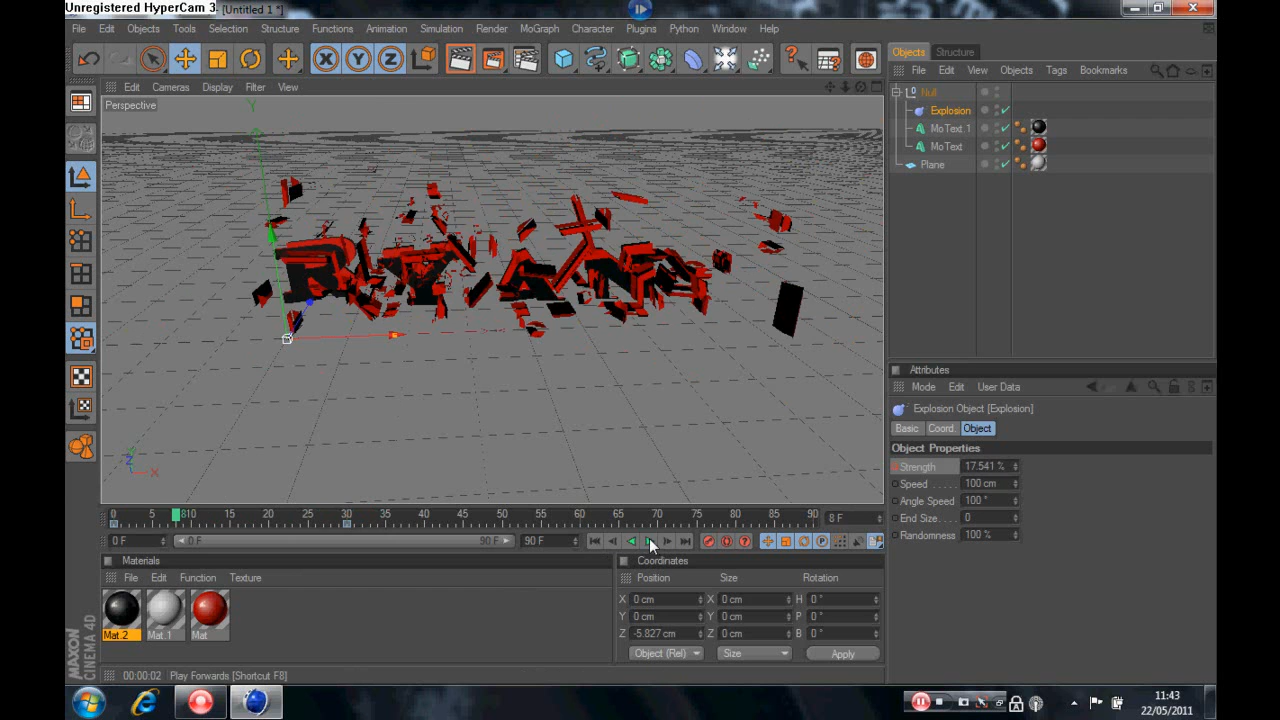 Unregistered HyperCam 3
[Untitled 1 *]
File Edit Objects Tools Selection Structure Functions Animation Simulation Render MoGraph Character Plugins Python Window Help
X Y Z
Objects Structure
File Edit View Objects Tags Bookmarks
Edit Cameras Display Filter View
Perspective
Null
Explosion
MoText 1
MoText
Plane
Y
Z X
Attributes
Mode Edit User Data
Explosion Object [Explosion]
Basic Coord. Object
Object Properties
Strength 17.541 %
Speed . . . . . 100 cm
Angle Speed 100 °
End Size. . . 0
Randomness 100 %
0 5 810 15 20 25 30 35 40 45 50 55 60 65 70 75 80 85 90 8 F
0 F 0 F 90 F 90 F
Materials
File Edit Function Texture
Mat.2 Mat.1 Mat
Coordinates
Position Size Rotation
X 0 cm X 0 cm H 0 °
Y 0 cm Y 0 cm P 0 °
Z -5.827 cm Z 0 cm B 0 °
Object (Rel) Size Apply
MAXON
CINEMA 4D
00:00:02 Play Forwards [Shortcut F8]
11:43
22/05/2011